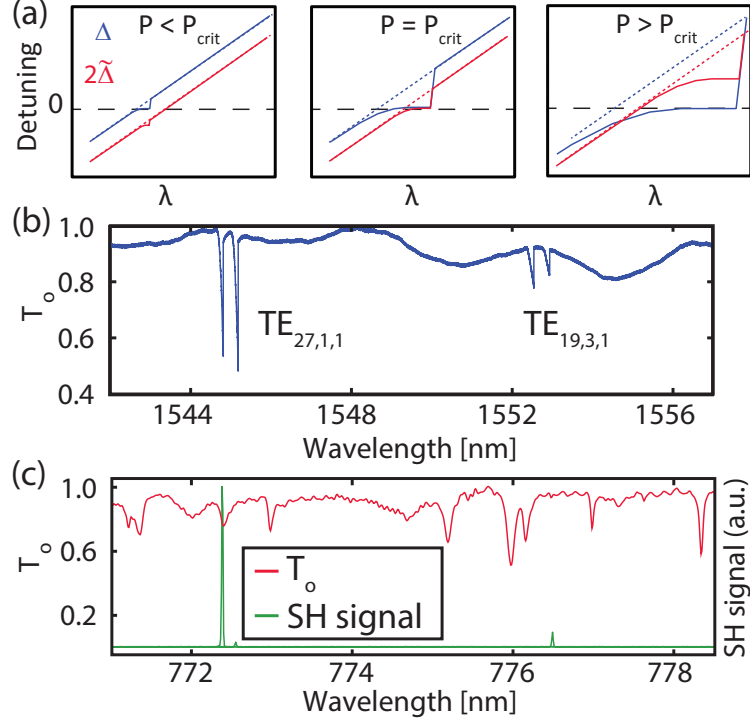 (a)
Δ
2Δ̃
P < P_crit
P = P_crit
P > P_crit
Detuning
0
λ
λ
λ
(b)
T_o
1.0
0.8
0.6
0.4
TE_27,1,1
TE_19,3,1
1544
1548
1552
1556
Wavelength [nm]
(c)
T_o
1.0
0.6
0.2
T_o
SH signal
SH signal (a.u.)
772
774
776
778
Wavelength [nm]